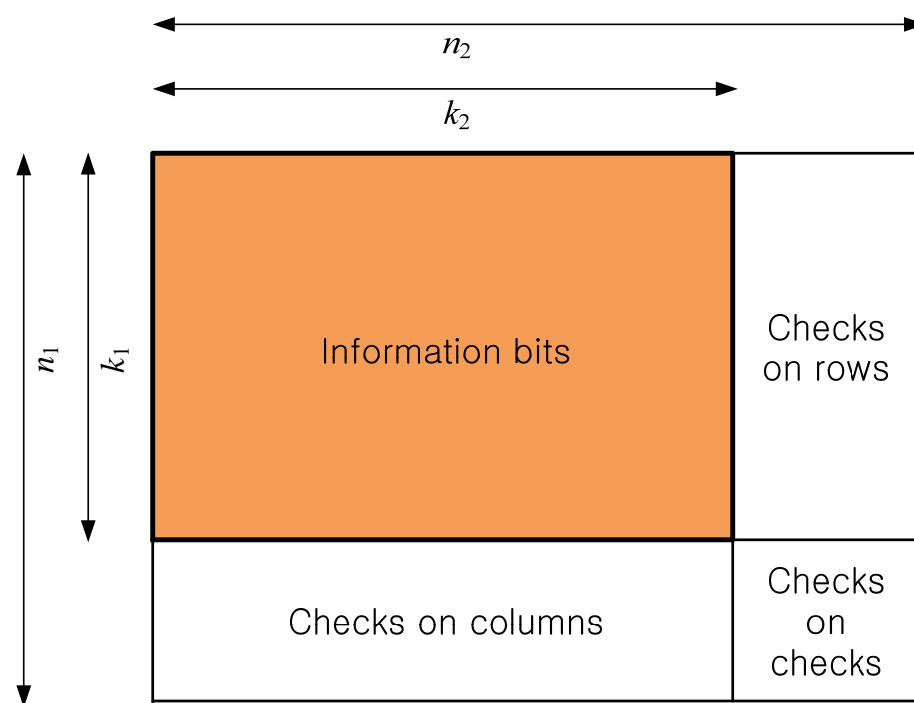 n₂
k₂
n₁
k₁
Information bits
Checks
on rows
Checks on columns
Checks
on
checks